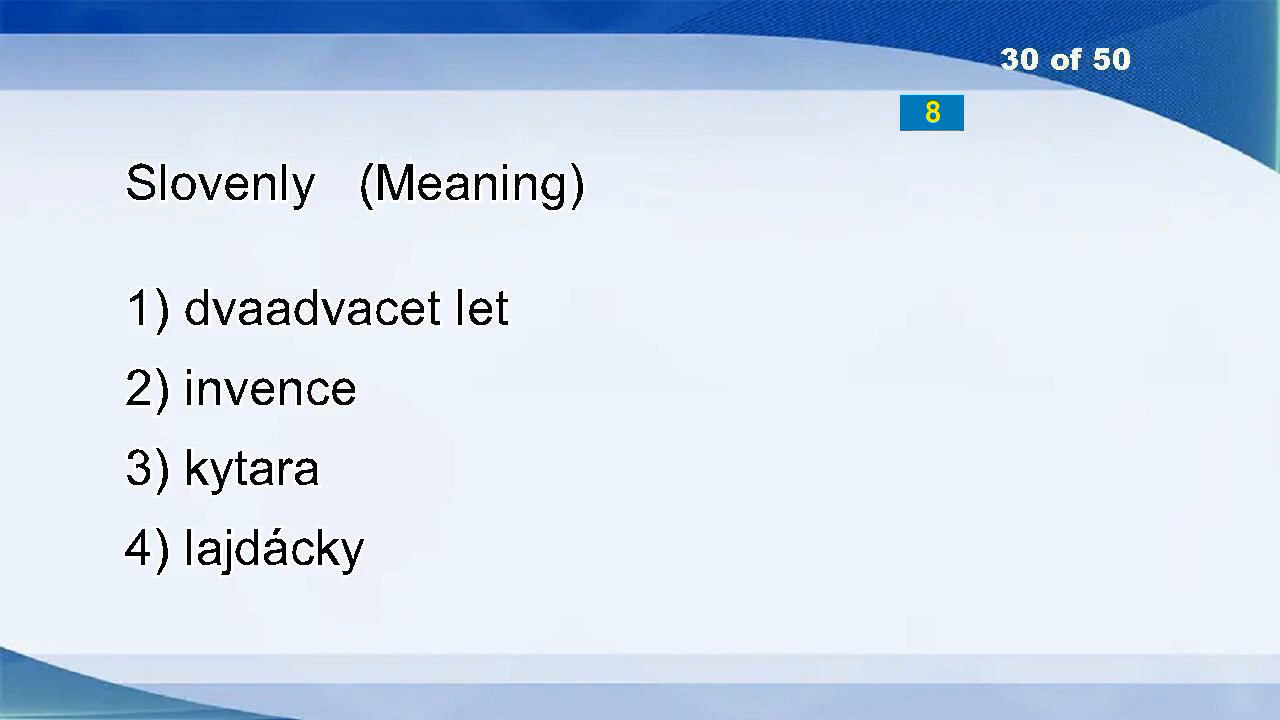 30 of 50
8
Slovenly (Meaning)
1) dvaadvacet let
2) invence
3) kytara
4) lajdácky